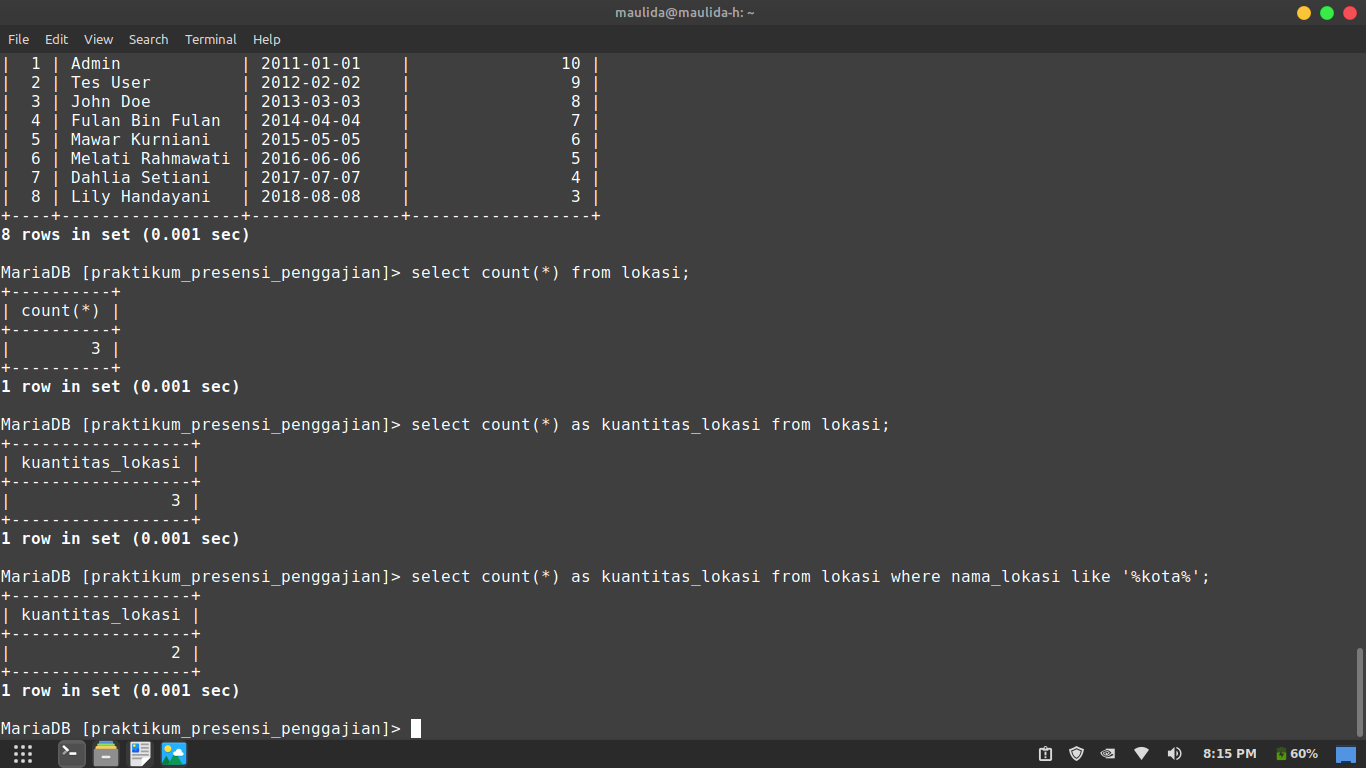 maulida@maulida-h: ~
File Edit View Search Terminal Help
|  1 | Admin            | 2011-01-01    |               10 |
|  2 | Tes User         | 2012-02-02    |                9 |
|  3 | John Doe         | 2013-03-03    |                8 |
|  4 | Fulan Bin Fulan  | 2014-04-04    |                7 |
|  5 | Mawar Kurniani   | 2015-05-05    |                6 |
|  6 | Melati Rahmawati | 2016-06-06    |                5 |
|  7 | Dahlia Setiani   | 2017-07-07    |                4 |
|  8 | Lily Handayani   | 2018-08-08    |                3 |
+----+------------------+---------------+------------------+
8 rows in set (0.001 sec)

MariaDB [praktikum_presensi_penggajian]> select count(*) from lokasi;
+----------+
| count(*) |
+----------+
|        3 |
+----------+
1 row in set (0.001 sec)

MariaDB [praktikum_presensi_penggajian]> select count(*) as kuantitas_lokasi from lokasi;
+------------------+
| kuantitas_lokasi |
+------------------+
|                3 |
+------------------+
1 row in set (0.001 sec)

MariaDB [praktikum_presensi_penggajian]> select count(*) as kuantitas_lokasi from lokasi where nama_lokasi like '%kota%';
+------------------+
| kuantitas_lokasi |
+------------------+
|                2 |
+------------------+
1 row in set (0.001 sec)

MariaDB [praktikum_presensi_penggajian]>
8:15 PM 60%